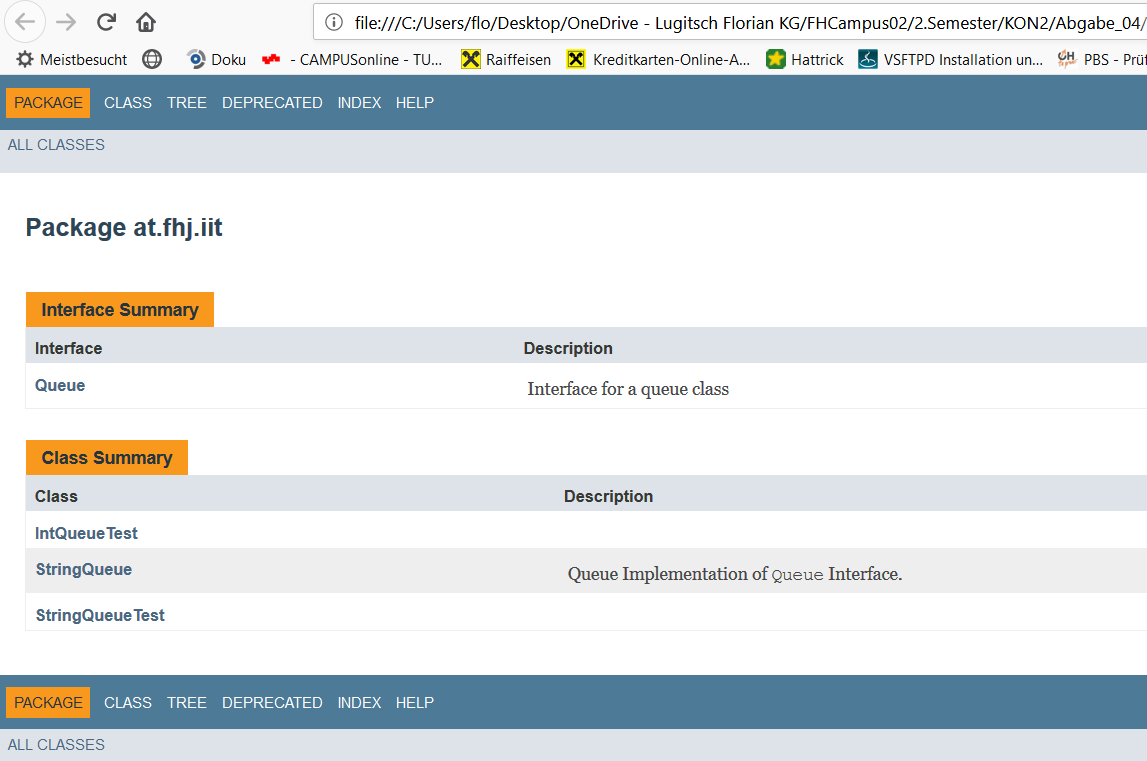 file:///C:/Users/flo/Desktop/OneDrive - Lugitsch Florian KG/FHCampus02/2.Semester/KON2/Abgabe_04/
Meistbesucht Doku - CAMPUSonline - TU... Raiffeisen Kreditkarten-Online-A... Hattrick VSFTPD Installation un... PBS - Prüf
PACKAGE CLASS TREE DEPRECATED INDEX HELP
ALL CLASSES
Package at.fhj.iit
Interface Summary
Interface Description
Queue Interface for a queue class
Class Summary
Class Description
IntQueueTest
StringQueue Queue Implementation of Queue Interface.
StringQueueTest
PACKAGE CLASS TREE DEPRECATED INDEX HELP
ALL CLASSES